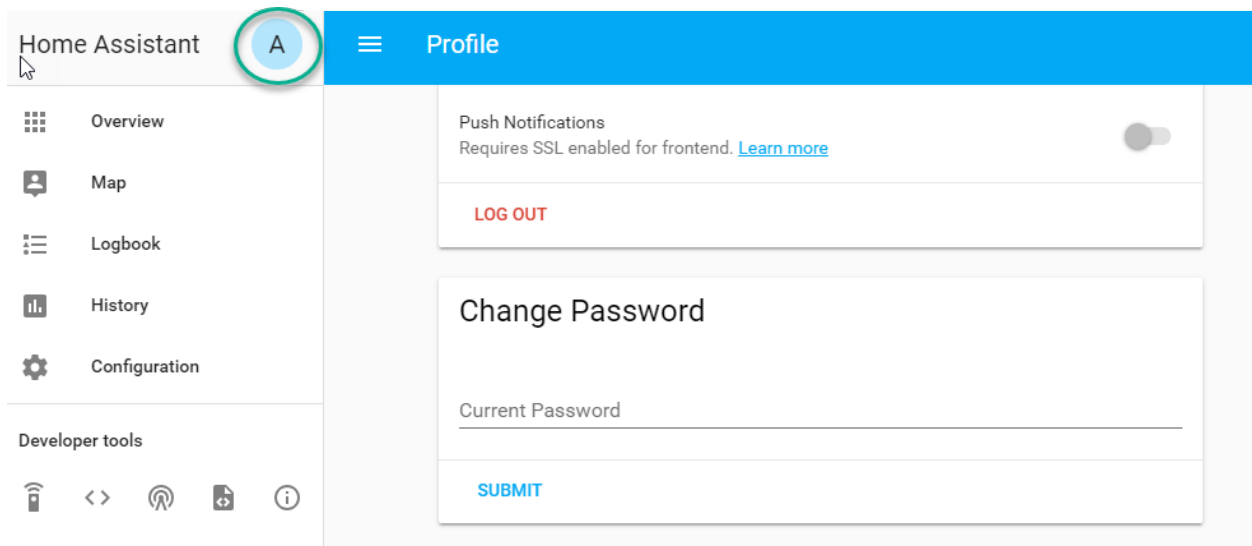 Home Assistant
A
Profile
Overview
Map
Logbook
History
Configuration
Developer tools
Push Notifications
Requires SSL enabled for frontend. Learn more
LOG OUT
Change Password
Current Password
SUBMIT